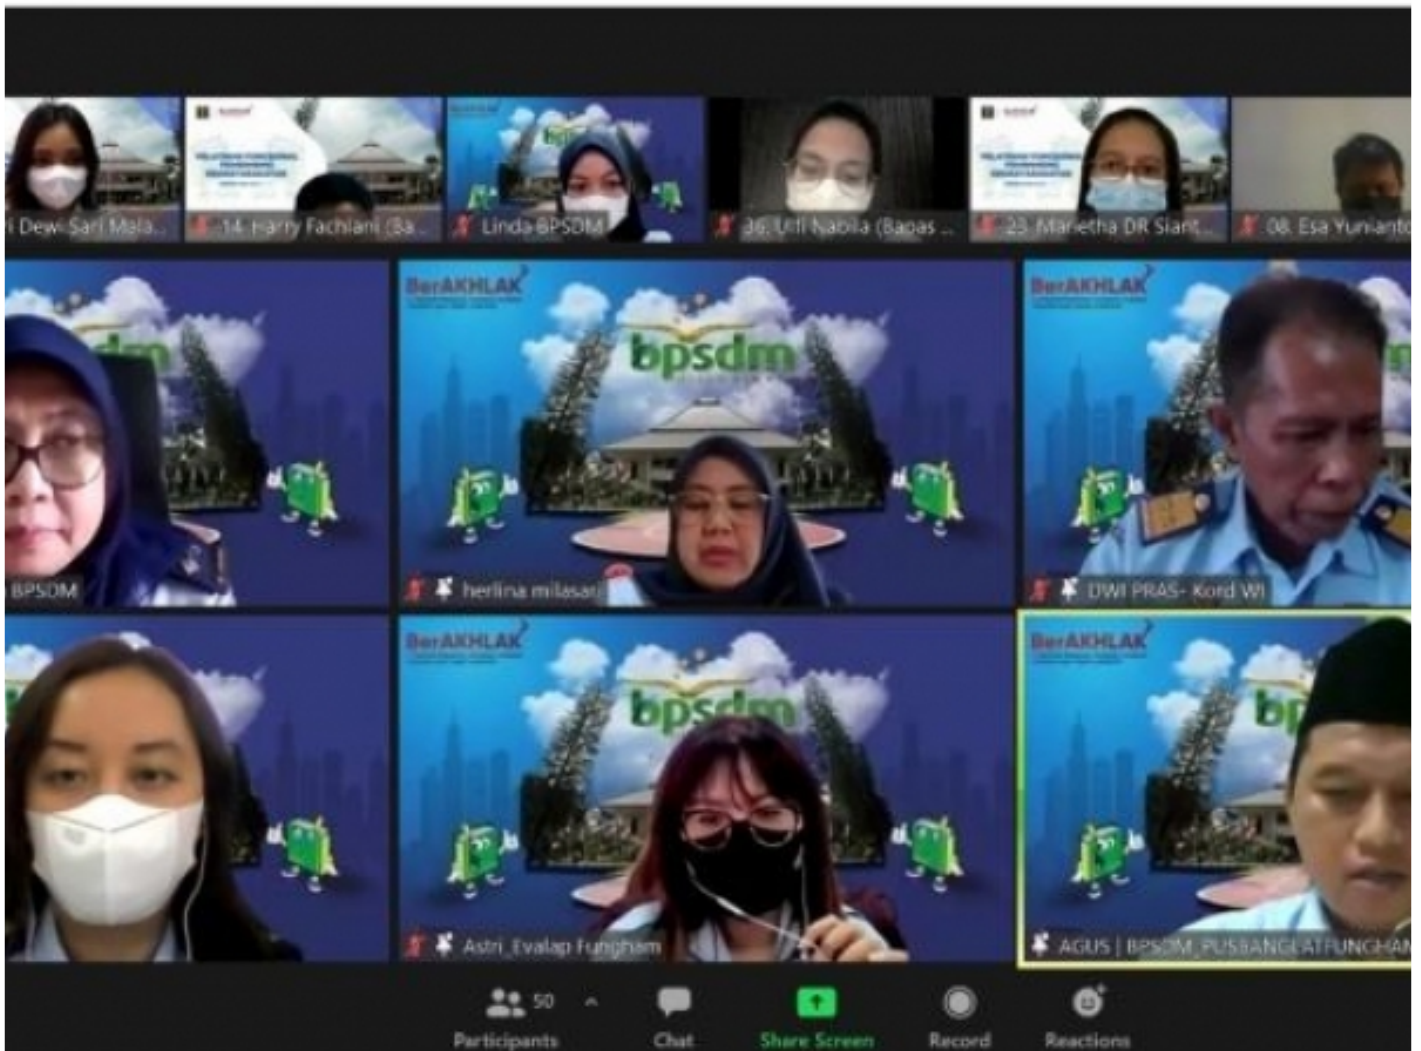 i Dewi Sari Mala...
14. Harry Fachlani (Ba...
Linda BPSDM
36. Ulfi Nabila (Bapas ...
23. Marietha DR Siant...
08. Esa Yunianto
BPSDM
BerAKHLAK
bpsdm
herlina milasari
BerAKHLAK
DWI PRAS- Kord WI
BerAKHLAK
bpsdm
Astri_Evalap Fungham
BerAKHLAK
bp
AGUS | BPSDM_PUSBANGLATFUNGHAM
50
Participants
Chat
Share Screen
Record
Reactions